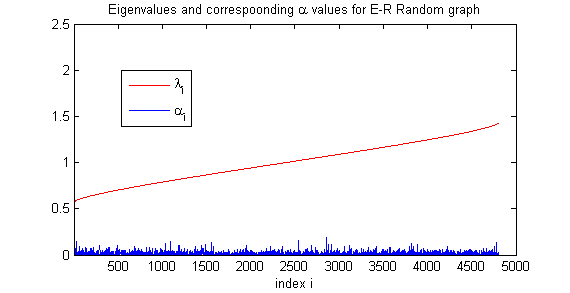 Eigenvalues and correspoonding α values for E-R Random graph
2.5
2
1.5
1
0.5
0
λi
αi
500 1000 1500 2000 2500 3000 3500 4000 4500 5000
index i